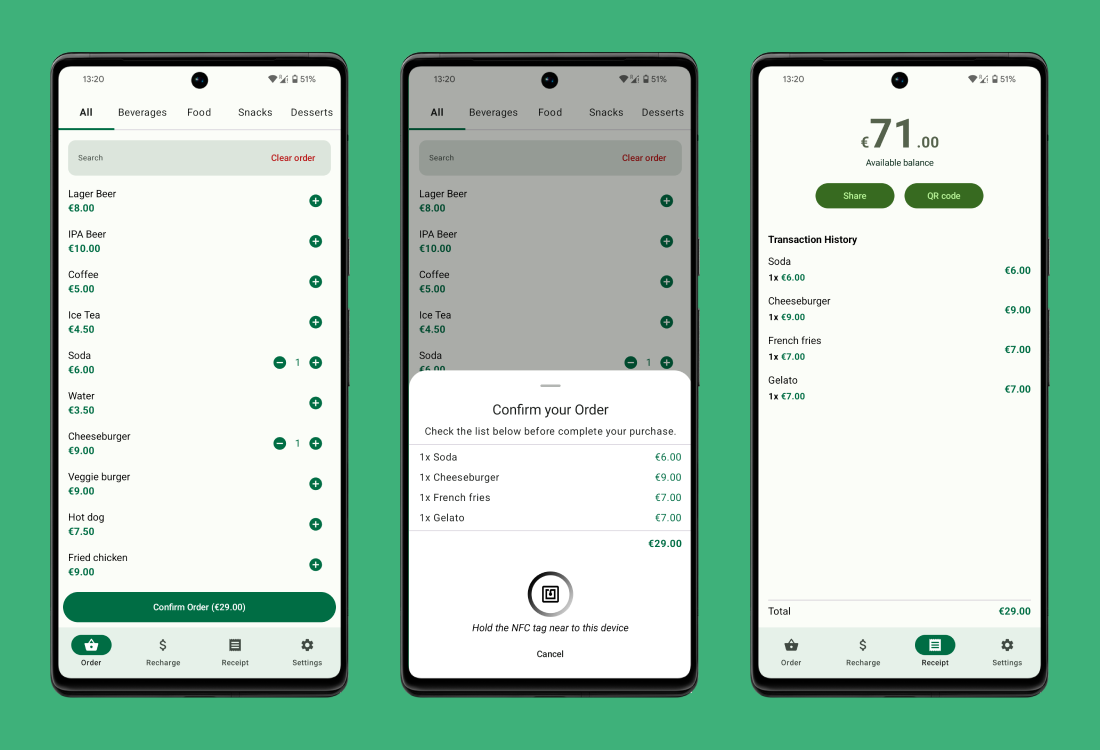 13:20
51%
All Beverages Food Snacks Desserts
Search Clear order
Lager Beer
€8.00
IPA Beer
€10.00
Coffee
€5.00
Ice Tea
€4.50
Soda
€6.00
1
Water
€3.50
Cheeseburger
€9.00
1
Veggie burger
€9.00
Hot dog
€7.50
Fried chicken
€9.00
Confirm Order (€29.00)
Order Recharge Receipt Settings
13:20
51%
All Beverages Food Snacks Desserts
Search Clear order
Lager Beer
€8.00
IPA Beer
€10.00
Coffee
€5.00
Ice Tea
€4.50
Soda
€6.00
1
Confirm your Order
Check the list below before complete your purchase.
1x Soda €6.00
1x Cheeseburger €9.00
1x French fries €7.00
1x Gelato €7.00
€29.00
Hold the NFC tag near to this device
Cancel
13:20
51%
€71.00
Available balance
Share QR code
Transaction History
Soda
1x €6.00 €6.00
Cheeseburger
1x €9.00 €9.00
French fries
1x €7.00 €7.00
Gelato
1x €7.00 €7.00
Total €29.00
Order Recharge Receipt Settings